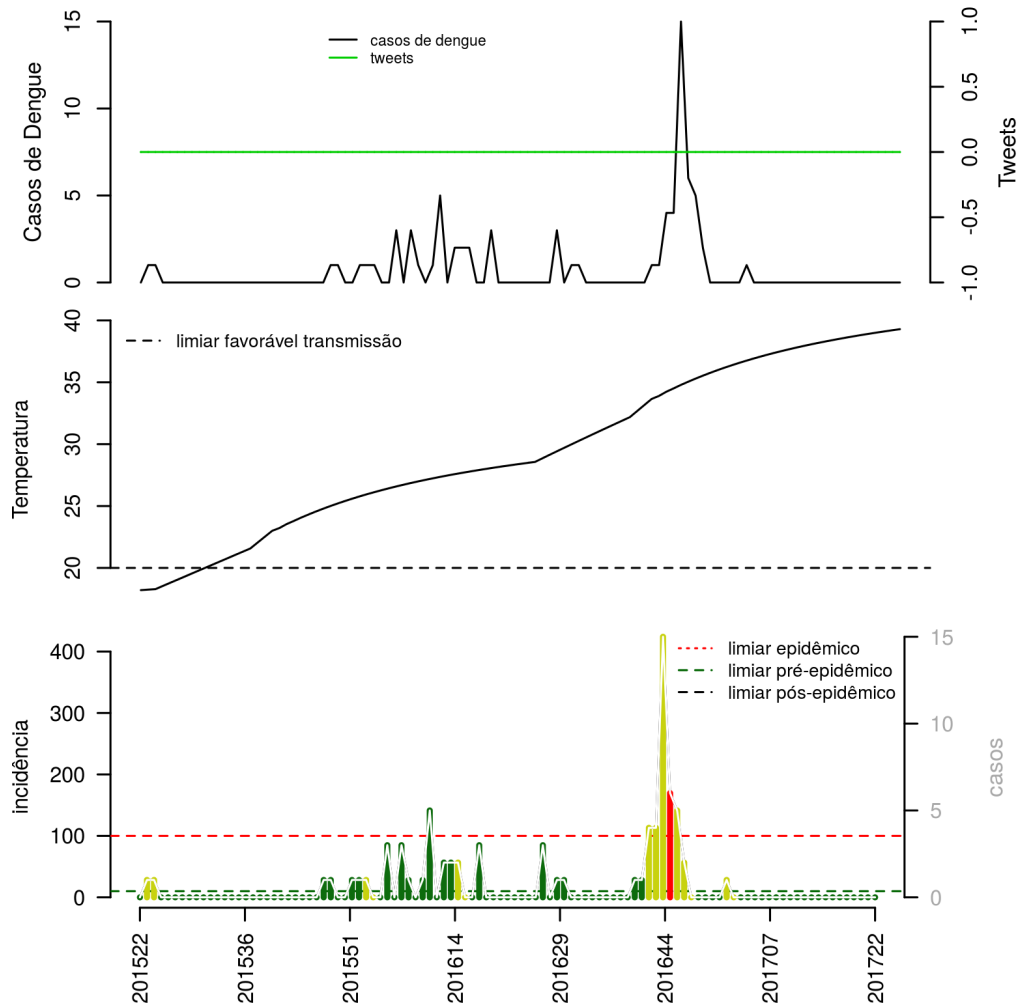 casos de dengue
tweets
Casos de Dengue
15
10
5
0
1.0
0.5
0.0
-0.5
-1.0
Tweets
limiar favorável transmissão
Temperatura
40
35
30
25
20
limiar epidêmico
limiar pré-epidêmico
limiar pós-epidêmico
incidência
400
300
200
100
0
15
10
5
0
casos
201522
201536
201551
201614
201629
201644
201707
201722